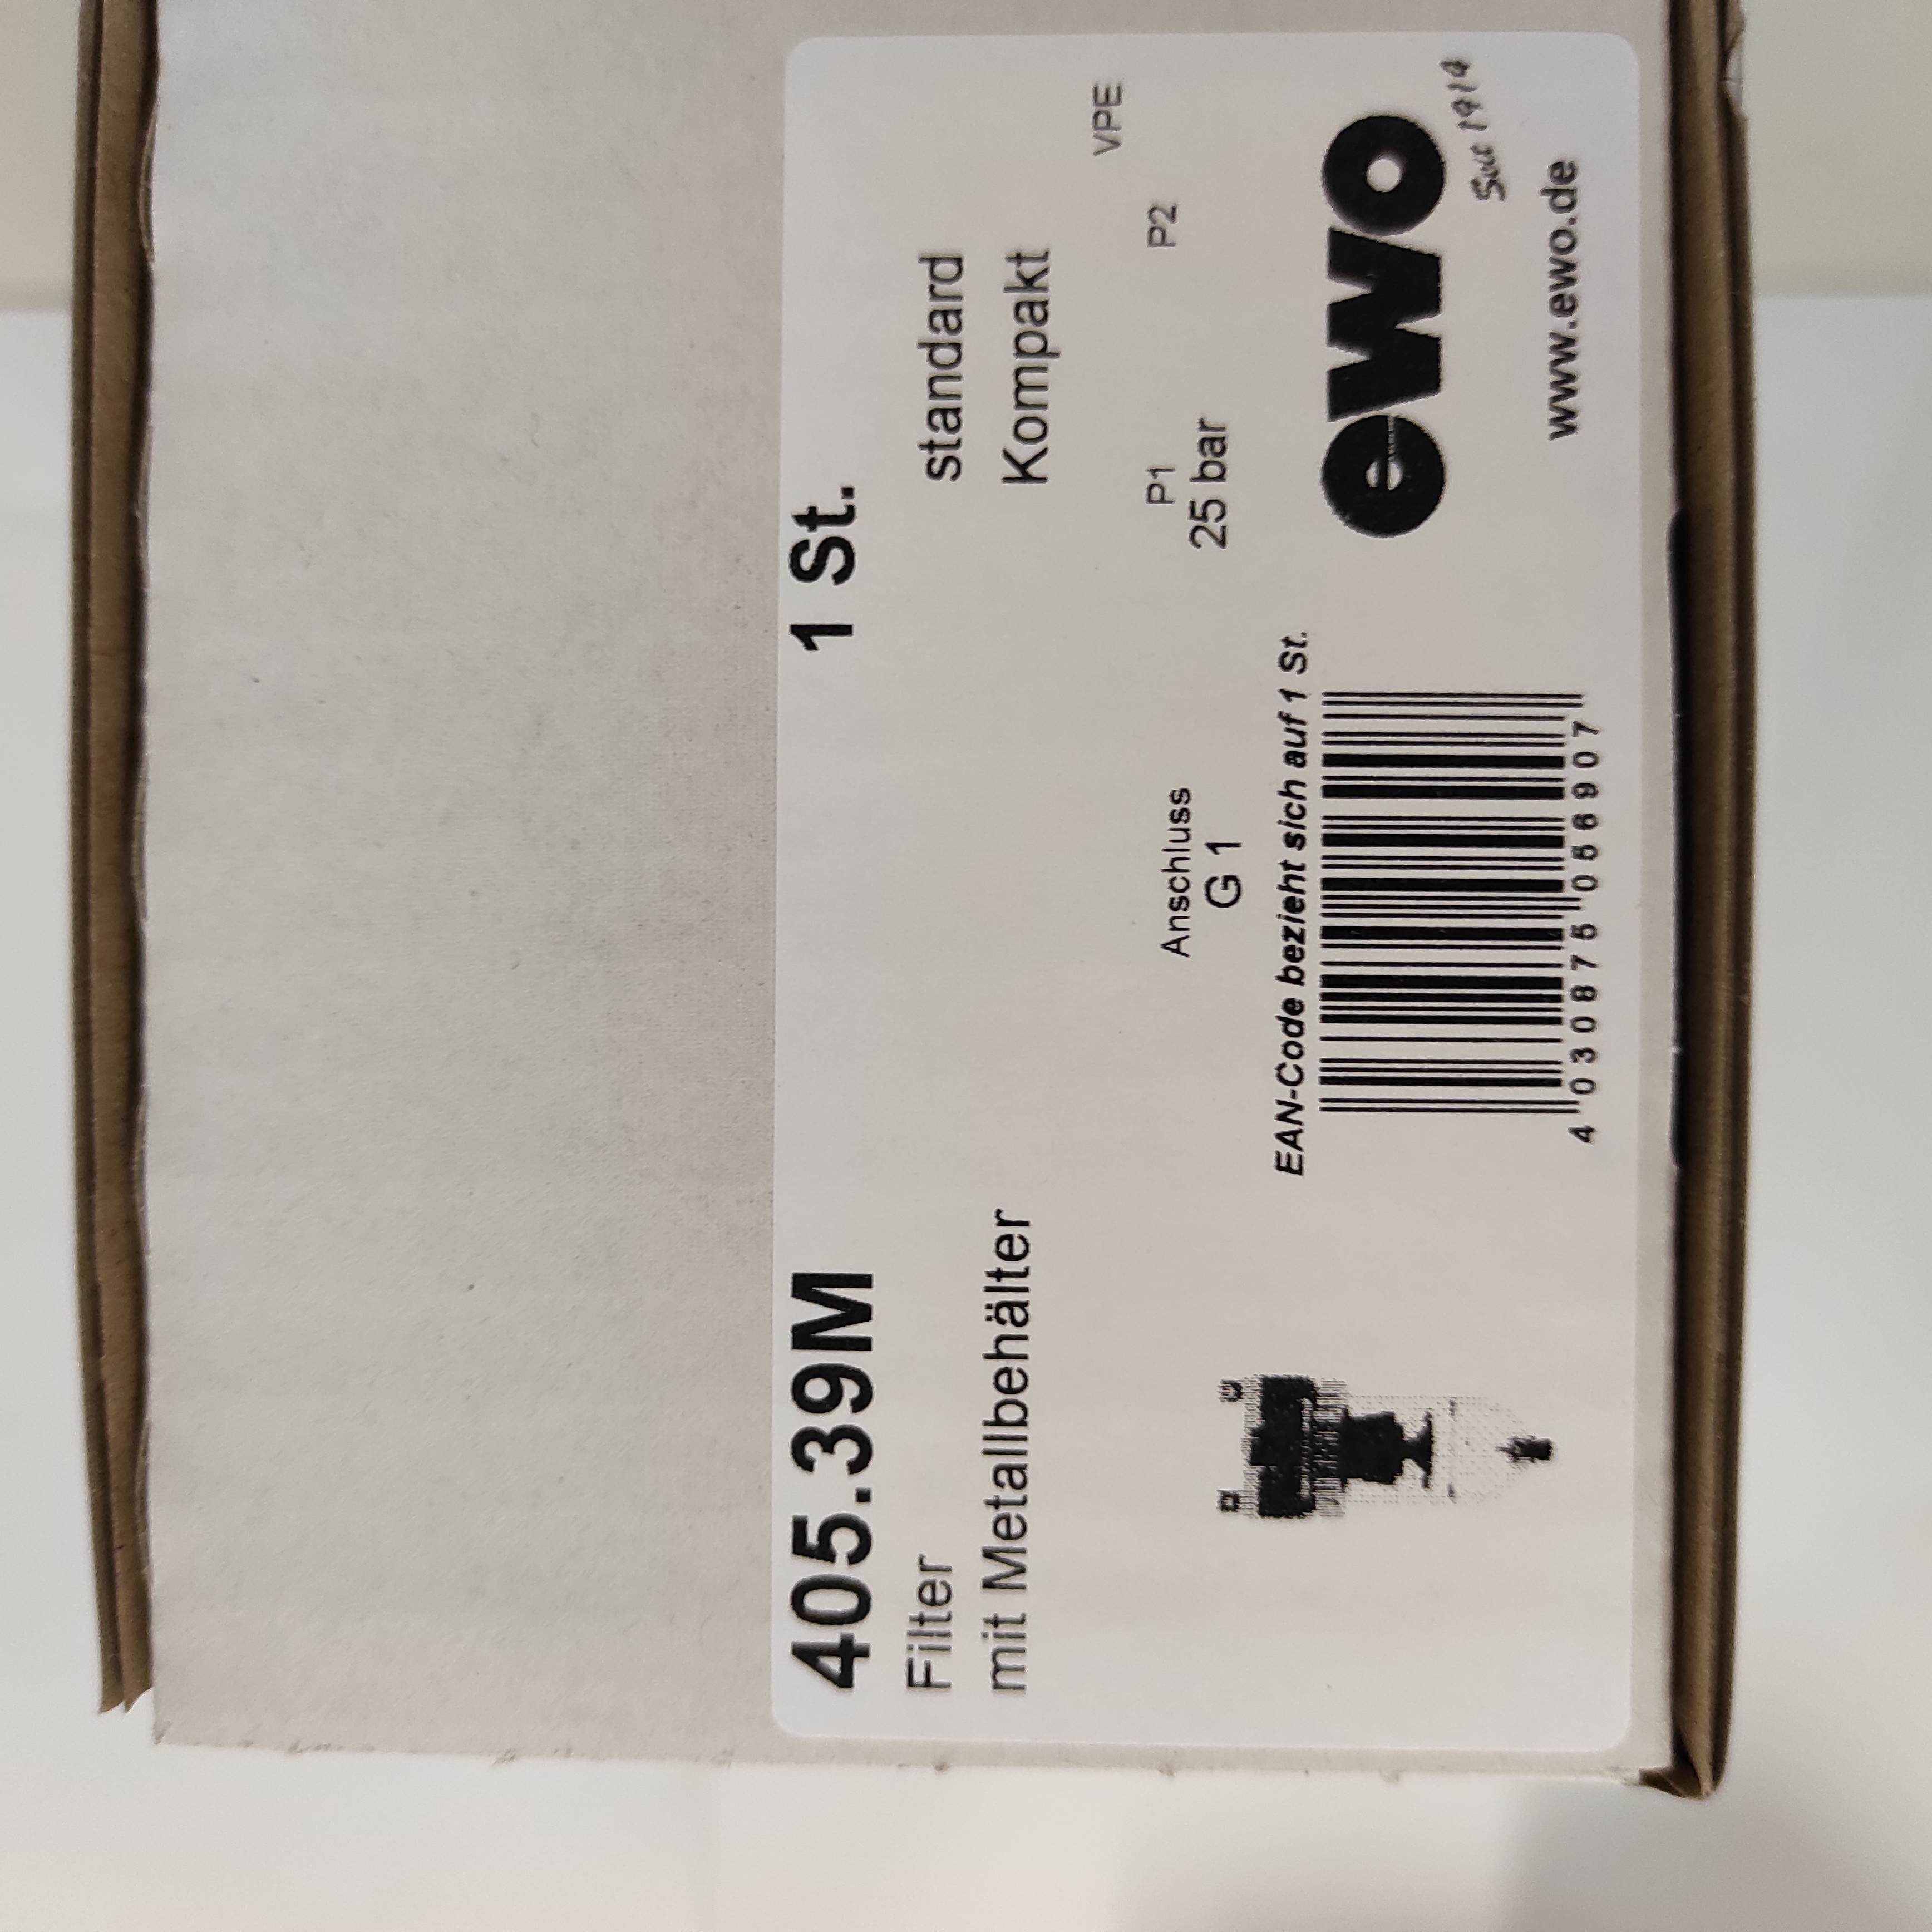 405.39M 1 St.
Filter standard
mit Metallbehälter Kompakt
VPE
Anschluss P1 P2
G 1 25 bar
EAN-Code bezieht sich auf 1 St.
4 030875 056907
ewo
Seit 1914
www.ewo.de